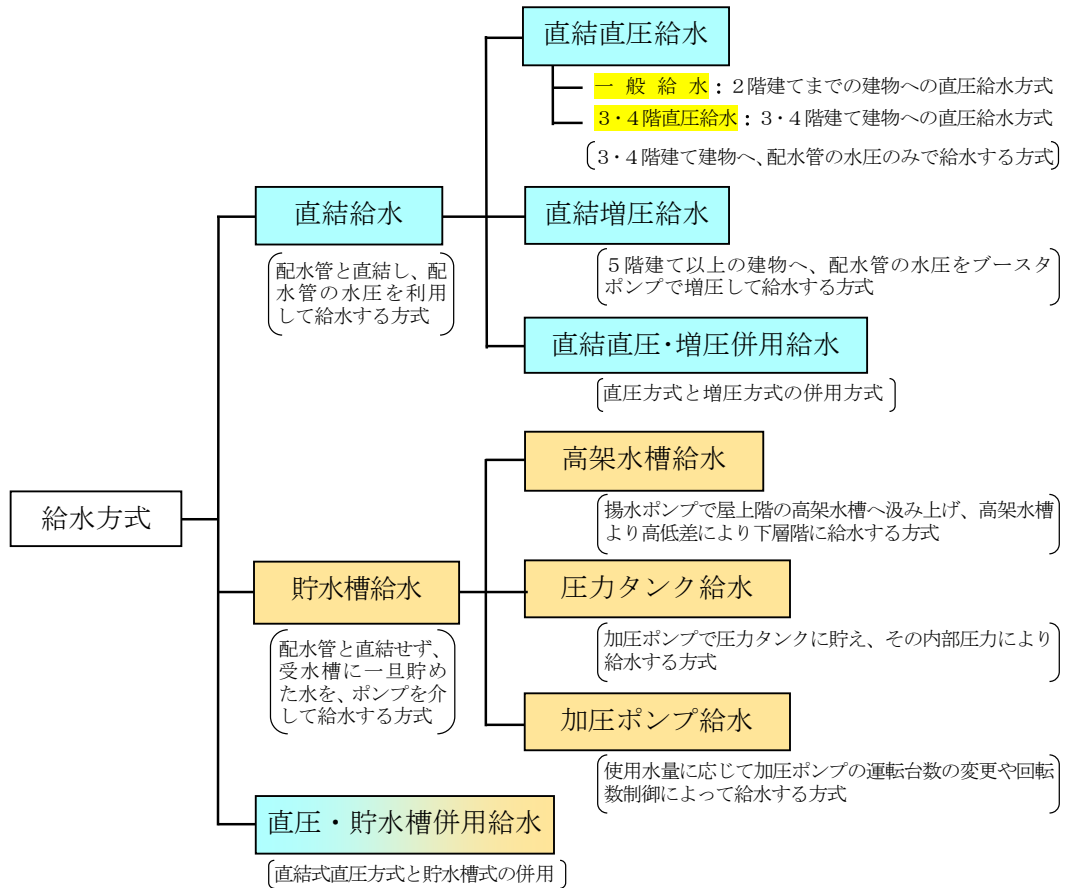 直結直圧給水
一般給水：２階建てまでの建物への直圧給水方式
３・４階直圧給水：３・４階建て建物への直圧給水方式
３・４階建て建物へ、配水管の水圧のみで給水する方式
直結給水
配水管と直結し、配
水管の水圧を利用
して給水する方式
直結増圧給水
５階建て以上の建物へ、配水管の水圧をブースタ
ポンプで増圧して給水する方式
直結直圧・増圧併用給水
直圧方式と増圧方式の併用方式
給水方式
貯水槽給水
配水管と直結せず、
受水槽に一旦貯め
た水を、ポンプを介
して給水する方式
高架水槽給水
揚水ポンプで屋上階の高架水槽へ汲み上げ、高架水槽
より高低差により下層階に給水する方式
圧力タンク給水
加圧ポンプで圧力タンクに貯え、その内部圧力により
給水する方式
加圧ポンプ給水
使用水量に応じて加圧ポンプの運転台数の変更や回転
数制御によって給水する方式
直圧・貯水槽併用給水
直結式直圧方式と貯水槽式の併用